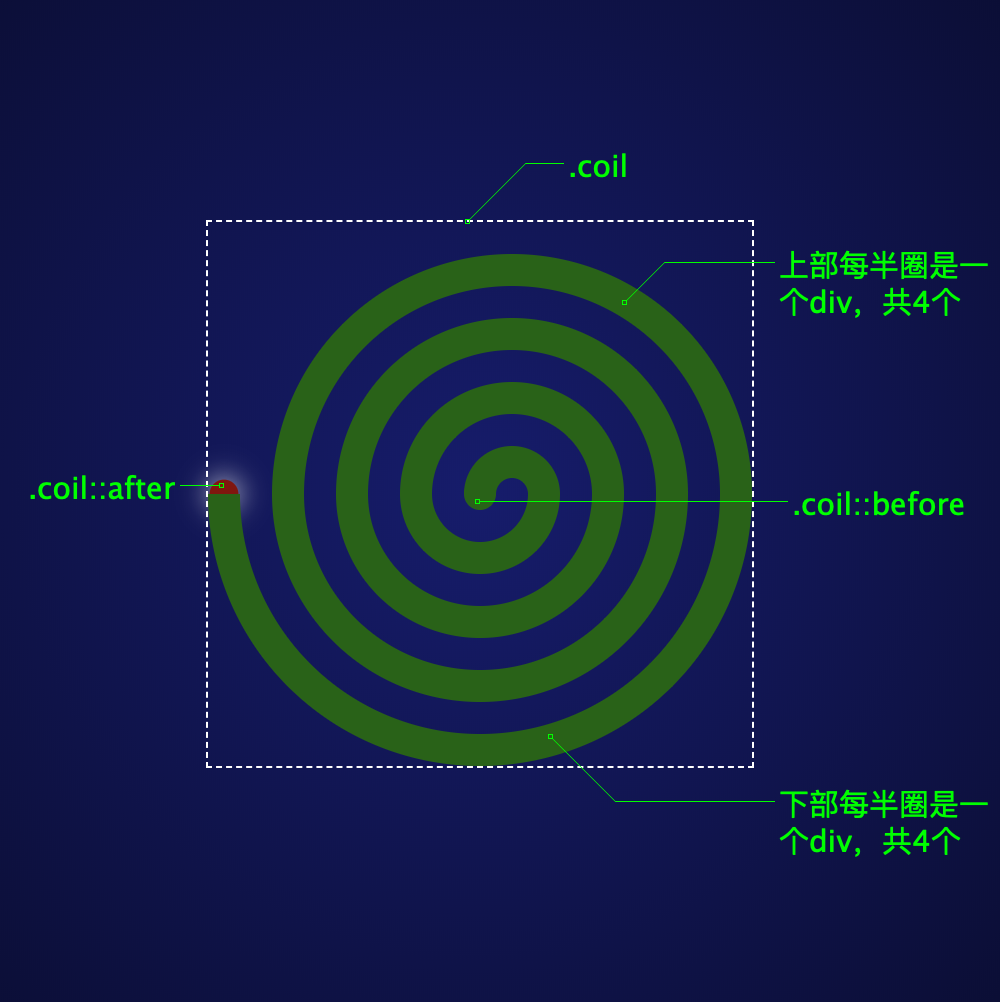 .coil
上部每半圈是一
个div，共4个
.coil::after
.coil::before
下部每半圈是一
个div，共4个